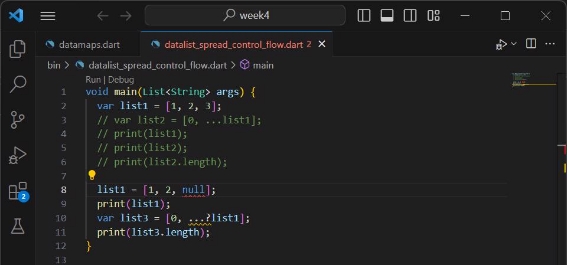 week4
datamaps.dart
datalist_spread_control_flow.dart 2
bin > datalist_spread_control_flow.dart > main
Run | Debug
1 void main(List<String> args) {
2 var list1 = [1, 2, 3];
3 // var list2 = [0, ...list1];
4 // print(list1);
5 // print(list2);
6 // print(list2.length);
7
8 list1 = [1, 2, null];
9 print(list1);
10 var list3 = [0, ...?list1];
11 print(list3.length);
12 }
13
2